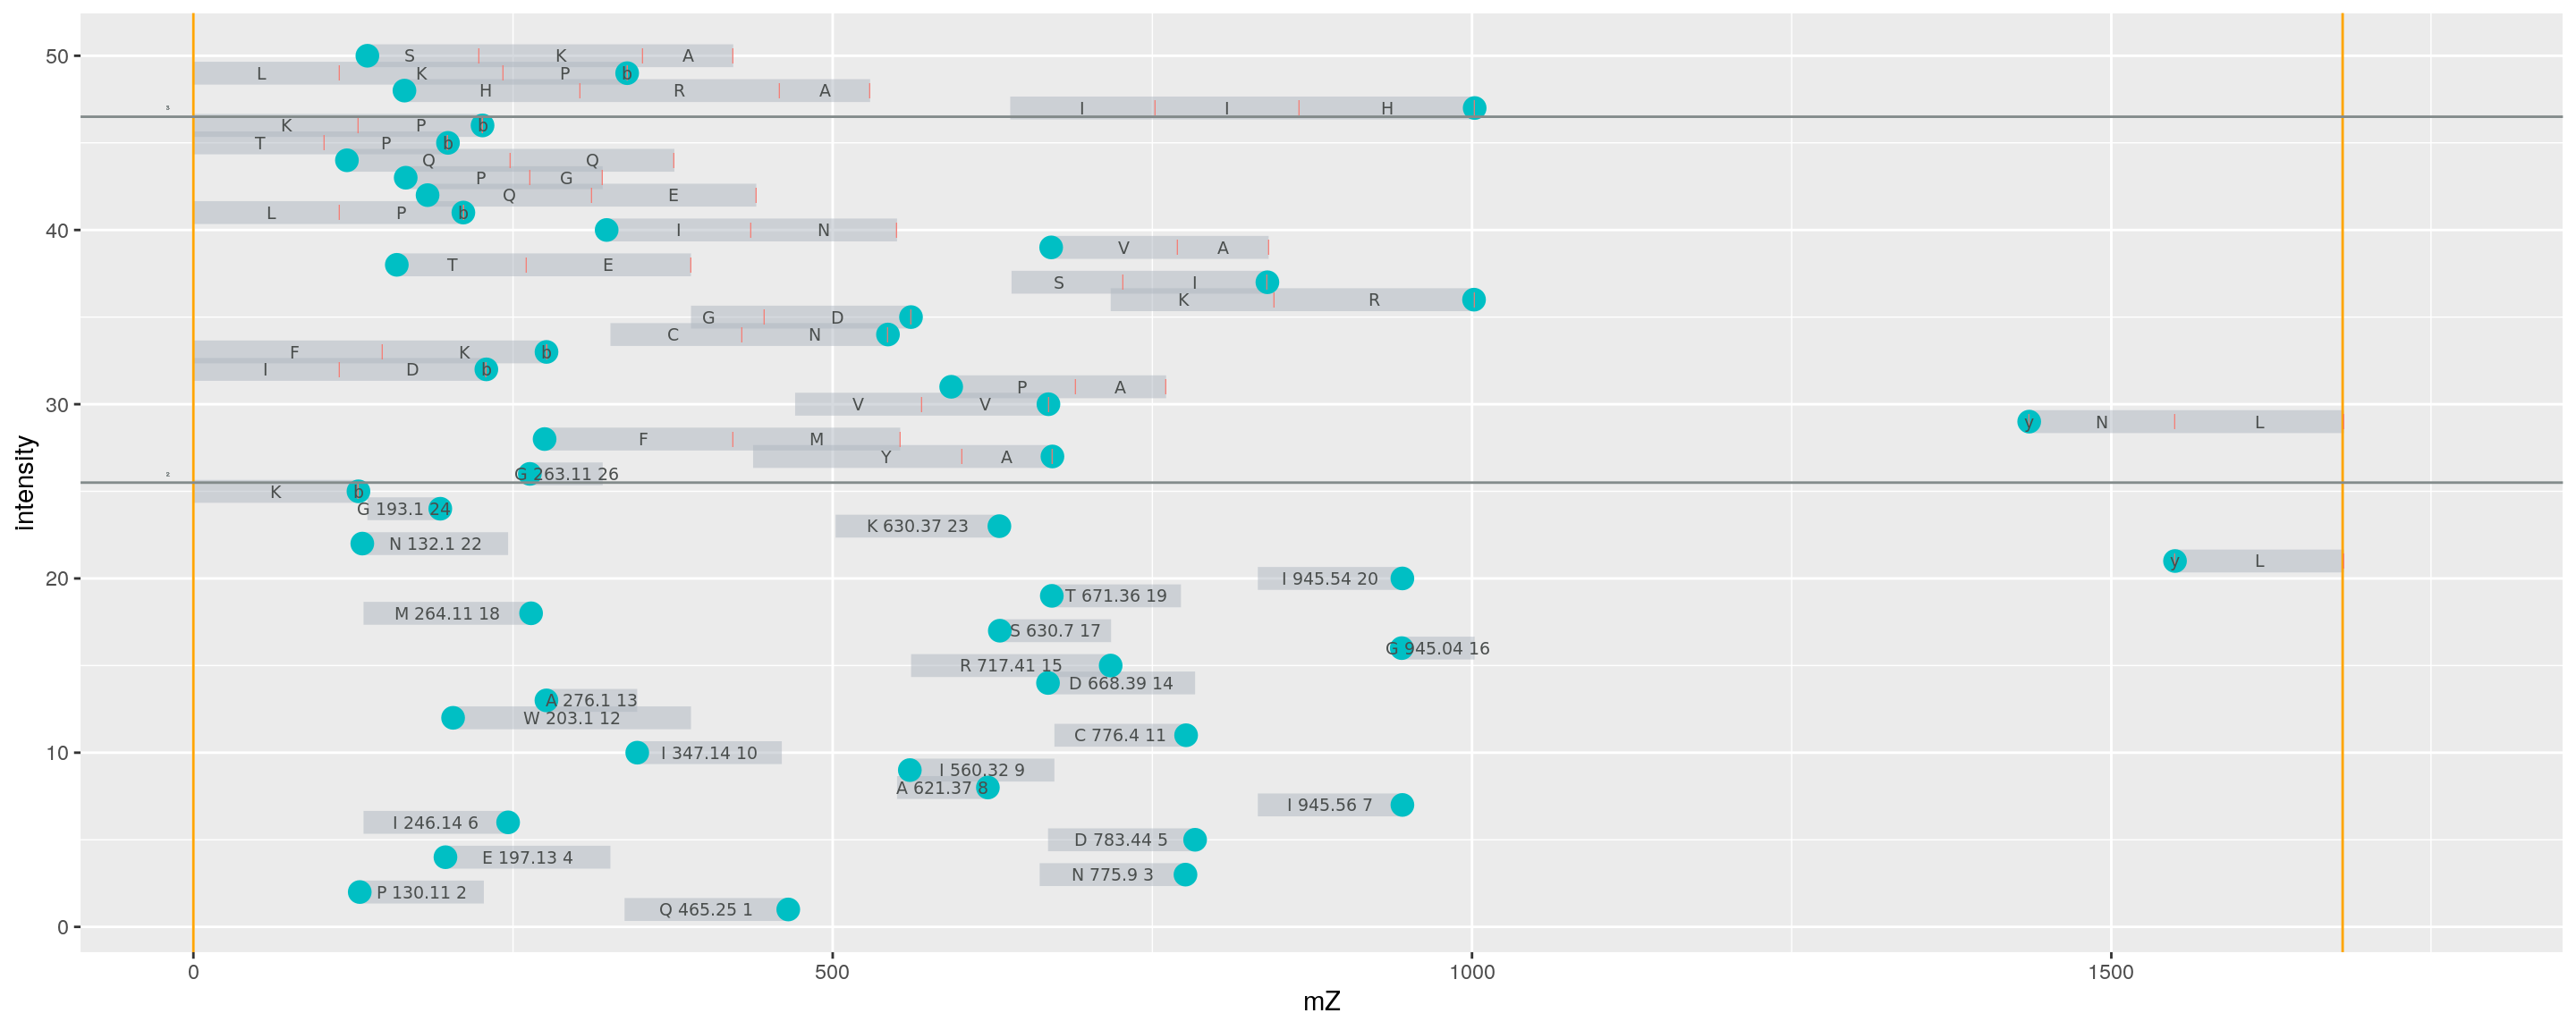 50
S K A
L K P b
H R A
3
I I H
K P b
T P b
Q Q
P G
Q E
L P b
40
I N
V A
T E
S I
K R
G D
C N
F K b
I D b
P A
30
V V
y N L
F M
Y A
2
G 263.11 26
K b
G 193.1 24
K 630.37 23
N 132.1 22
y L
20
I 945.54 20
T 671.36 19
M 264.11 18
S 630.7 17
G 945.04 16
R 717.41 15
D 668.39 14
A 276.1 13
W 203.1 12
C 776.4 11
10
I 347.14 10
I 560.32 9
A 621.37 8
I 945.56 7
I 246.14 6
D 783.44 5
E 197.13 4
N 775.9 3
P 130.11 2
Q 465.25 1
0
intensity
0 500 1000 1500
mZ